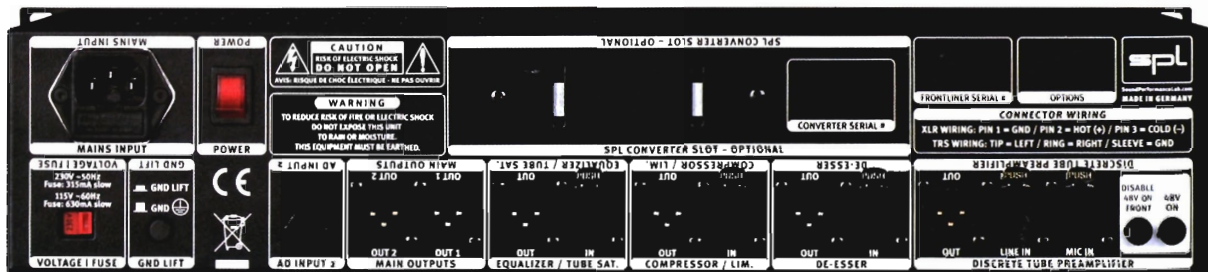 MAINS INPUT
POWER
CAUTION
RISK OF ELECTRIC SHOCK
DO NOT OPEN
AVIS: RISQUE DE CHOC ÉLECTRIQUE - NE PAS OUVRIR
WARNING
TO REDUCE RISK OF FIRE OR ELECTRIC SHOCK
DO NOT EXPOSE THIS UNIT
TO RAIN OR MOISTURE.
THIS EQUIPMENT MUST BE EARTHED.
SPL CONVERTER SLOT - OPTIONAL
CONVERTER SERIAL #
FRONTLINER SERIAL #
OPTIONS
spl
SoundPerformanceLab.com
MADE IN GERMANY
CONNECTOR WIRING
XLR WIRING: PIN 1 = GND / PIN 2 = HOT (+) / PIN 3 = COLD (-)
TRS WIRING: TIP = LEFT / RING = RIGHT / SLEEVE = GND
MAINS INPUT
POWER
SPL CONVERTER SLOT - OPTIONAL
VOLTAGE | FUSE
GND LIFT
AD INPUT 2
MAIN OUTPUTS
EQUALIZER / TUBE SAT.
COMPRESSOR / LIM.
DE-ESSER
DISCRETE TUBE PREAMPLIFIER
230V ~50Hz
Fuse: 315mA slow
115V ~60Hz
Fuse: 630mA slow
GND LIFT
GND
CE
OUT 2
OUT 1
OUT
PUSH
OUT
PUSH
OUT
PUSH
OUT
PUSH
PUSH
DISABLE
48V ON
FRONT
48V
ON
OUT 2
OUT 1
OUT
IN
OUT
IN
OUT
IN
OUT
LINE IN
MIC IN
VOLTAGE | FUSE
GND LIFT
AD INPUT 2
MAIN OUTPUTS
EQUALIZER / TUBE SAT.
COMPRESSOR / LIM.
DE-ESSER
DISCRETE TUBE PREAMPLIFIER